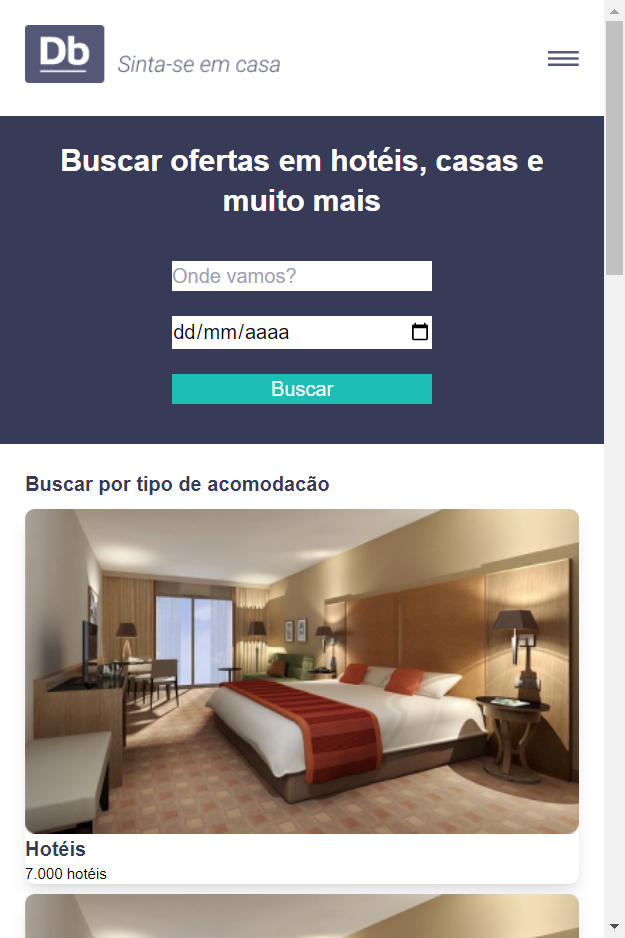 Db
Sinta-se em casa
Buscar ofertas em hotéis, casas e
muito mais
Onde vamos?
dd/mm/aaaa
Buscar
Buscar por tipo de acomodacão
Hotéis
7.000 hotéis